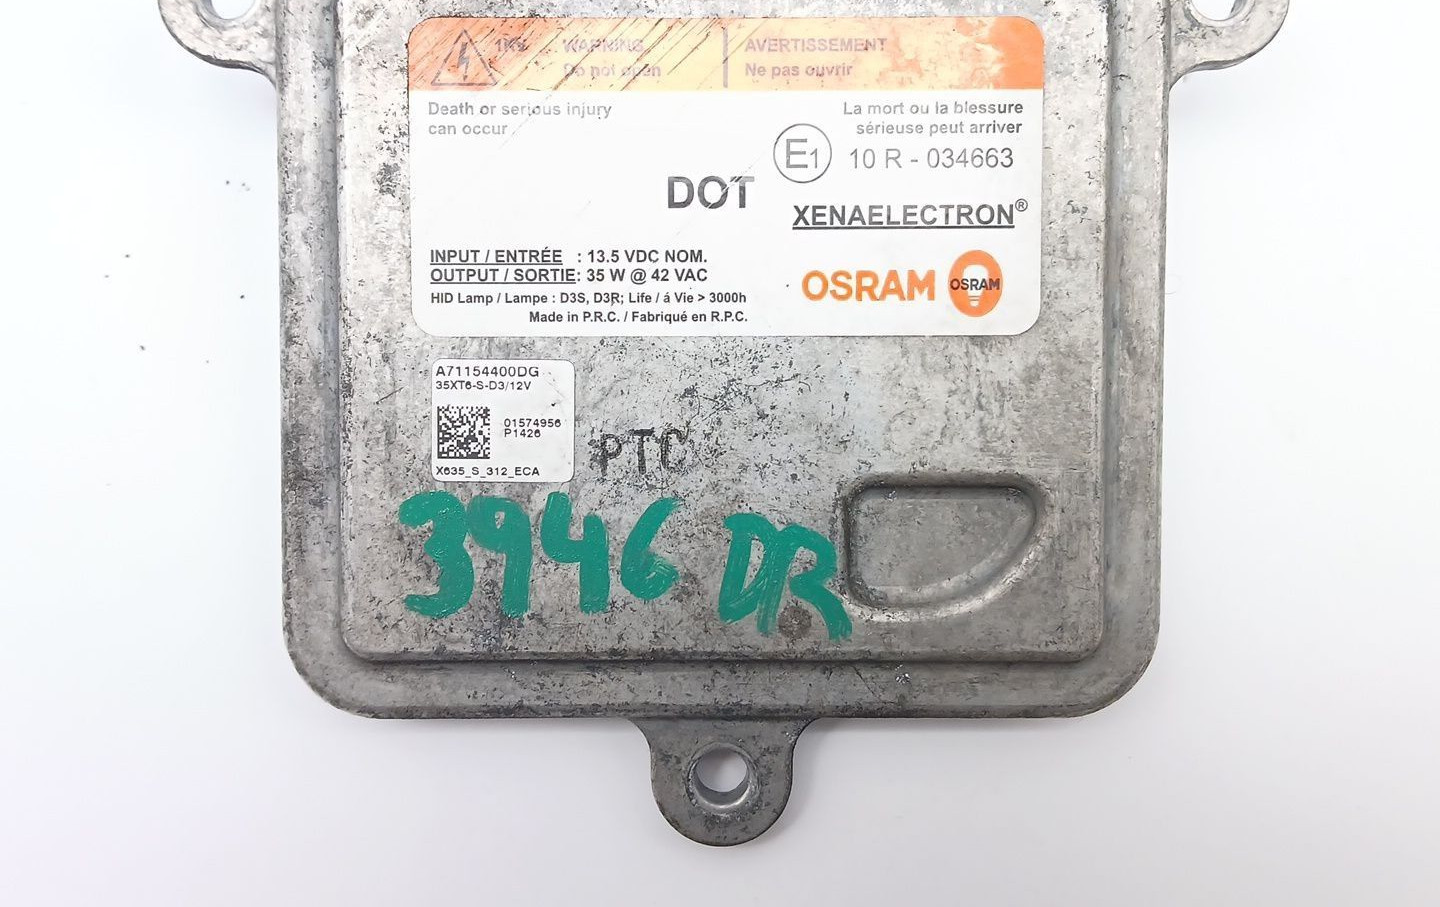 1KV WARNING
Do not open
AVERTISSEMENT
Ne pas ouvrir
Death or serious injury
can occur.
La mort ou la blessure
sérieuse peut arriver
E1 10 R - 034663
DOT
XENAELECTRON®
INPUT / ENTRÉE : 13.5 VDC NOM.
OUTPUT / SORTIE: 35 W @ 42 VAC
HID Lamp / Lampe : D3S, D3R; Life / á Vie > 3000h
Made in P.R.C. / Fabriqué en R.P.C.
OSRAM OSRAM
A71154400DG
35XT6-S-D3/12V
01574956
P1426
X635_S_312_ECA
PTC
3946 DR